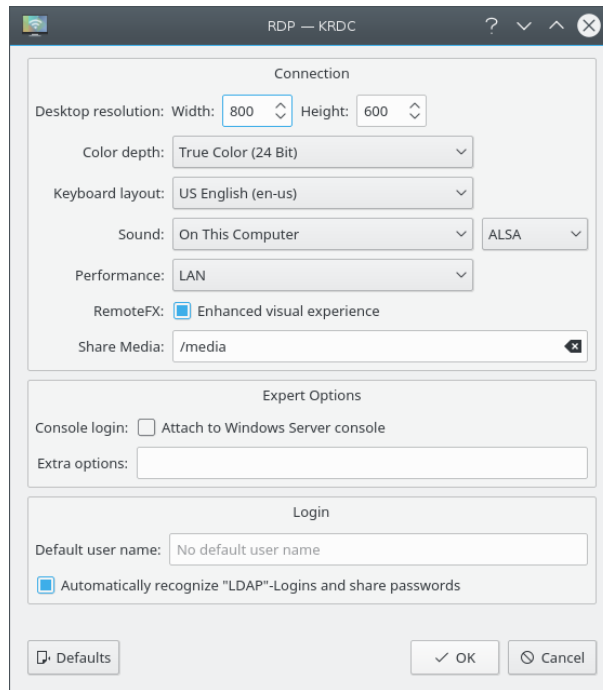 RDP — KRDC
Connection
Desktop resolution: Width: 800 Height: 600
Color depth: True Color (24 Bit)
Keyboard layout: US English (en-us)
Sound: On This Computer ALSA
Performance: LAN
RemoteFX: Enhanced visual experience
Share Media: /media
Expert Options
Console login: Attach to Windows Server console
Extra options:
Login
Default user name: No default user name
Automatically recognize "LDAP"-Logins and share passwords
Defaults OK Cancel